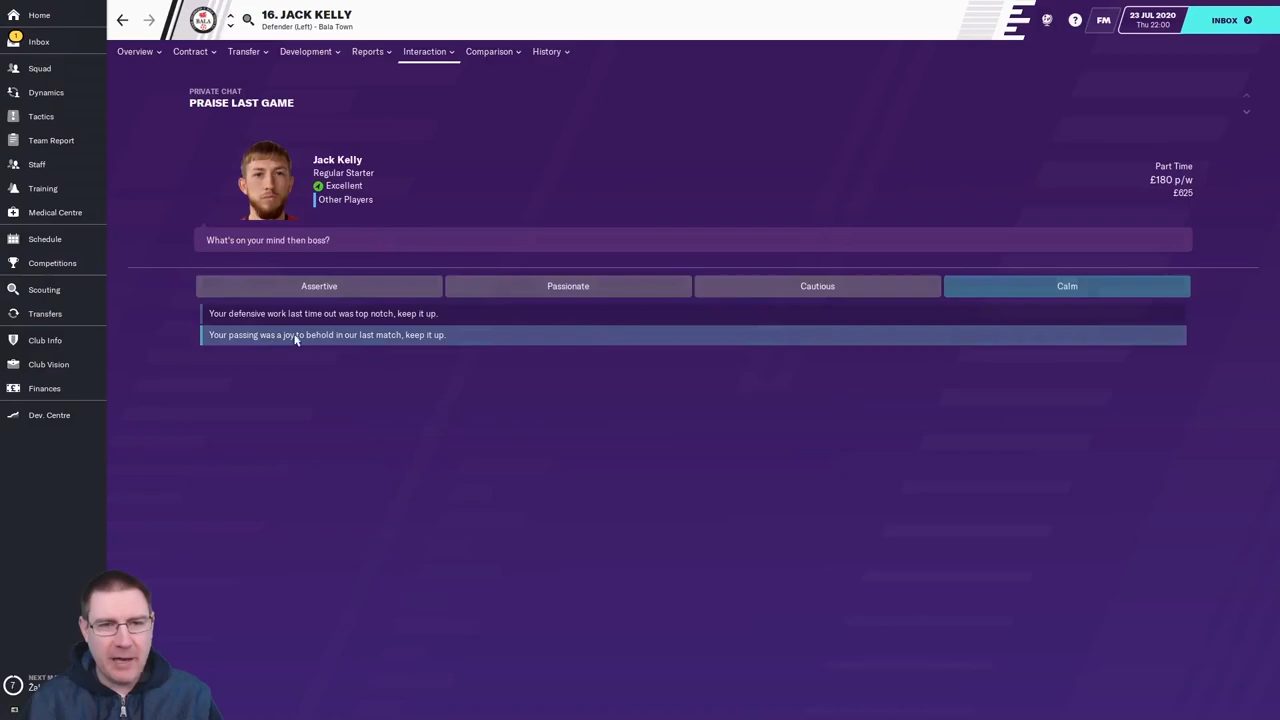 16. JACK KELLY
Defender (Left) - Bala Town
BALA
?
FM
23 JUL 2020
Thu 22:00
INBOX
Overview
Contract
Transfer
Development
Reports
Interaction
Comparison
History
Home
1
Inbox
Squad
Dynamics
Tactics
Team Report
Staff
Training
Medical Centre
Schedule
Competitions
Scouting
Transfers
Club Info
Club Vision
Finances
Dev. Centre
PRIVATE CHAT
PRAISE LAST GAME
Jack Kelly
Regular Starter
Excellent
Other Players
Part Time
£180 p/w
£625
What's on your mind then boss?
Assertive
Passionate
Cautious
Calm
Your defensive work last time out was top notch, keep it up.
Your passing was a joy to behold in our last match, keep it up.
7
NEXT